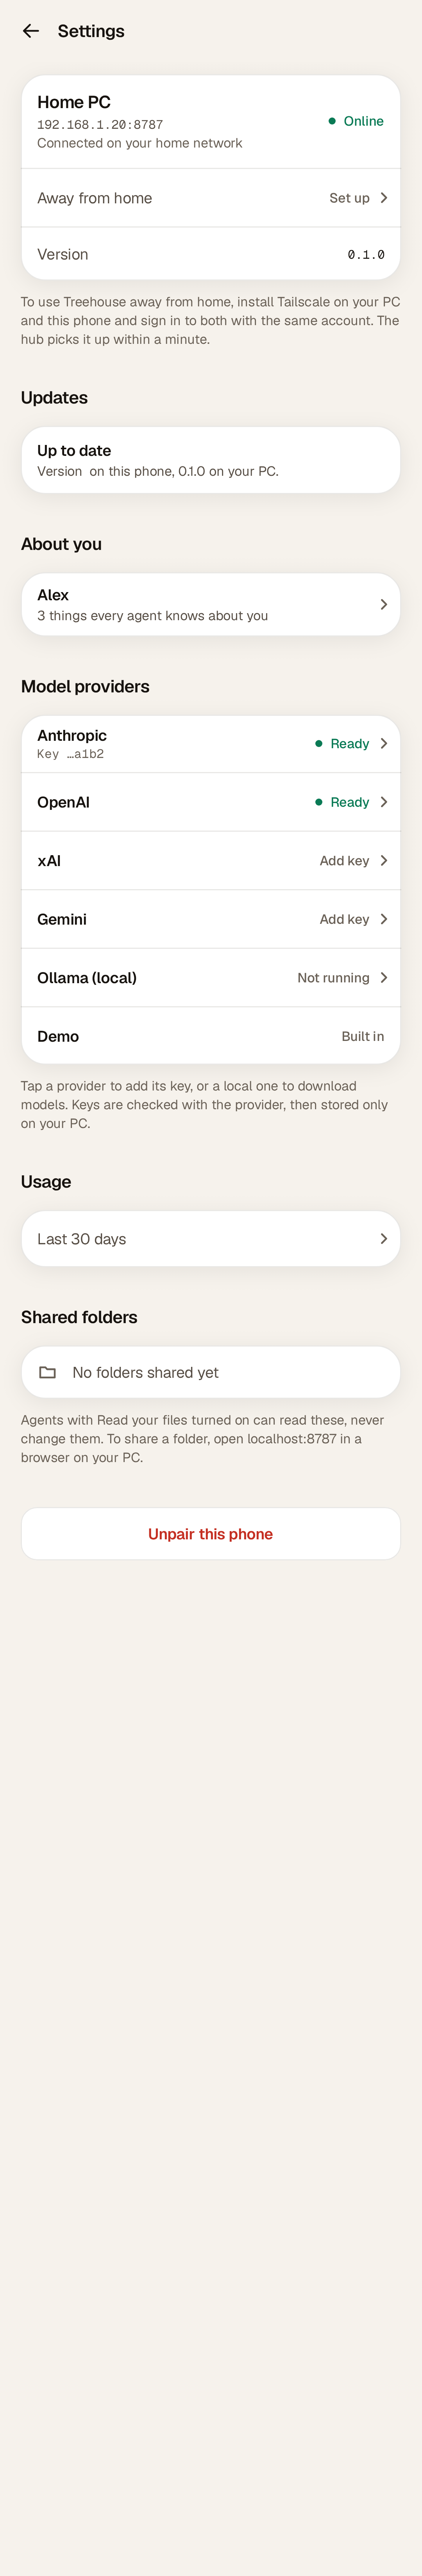 Settings
Home PC
192.168.1.20:8787
Connected on your home network
Online
Away from home
Set up
Version
0.1.0
To use Treehouse away from home, install Tailscale on your PC
and this phone and sign in to both with the same account. The
hub picks it up within a minute.
Updates
Up to date
Version  on this phone, 0.1.0 on your PC.
About you
Alex
3 things every agent knows about you
Model providers
Anthropic
Key …a1b2
Ready
OpenAI
Ready
xAI
Add key
Gemini
Add key
Ollama (local)
Not running
Demo
Built in
Tap a provider to add its key, or a local one to download
models. Keys are checked with the provider, then stored only
on your PC.
Usage
Last 30 days
Shared folders
No folders shared yet
Agents with Read your files turned on can read these, never
change them. To share a folder, open localhost:8787 in a
browser on your PC.
Unpair this phone